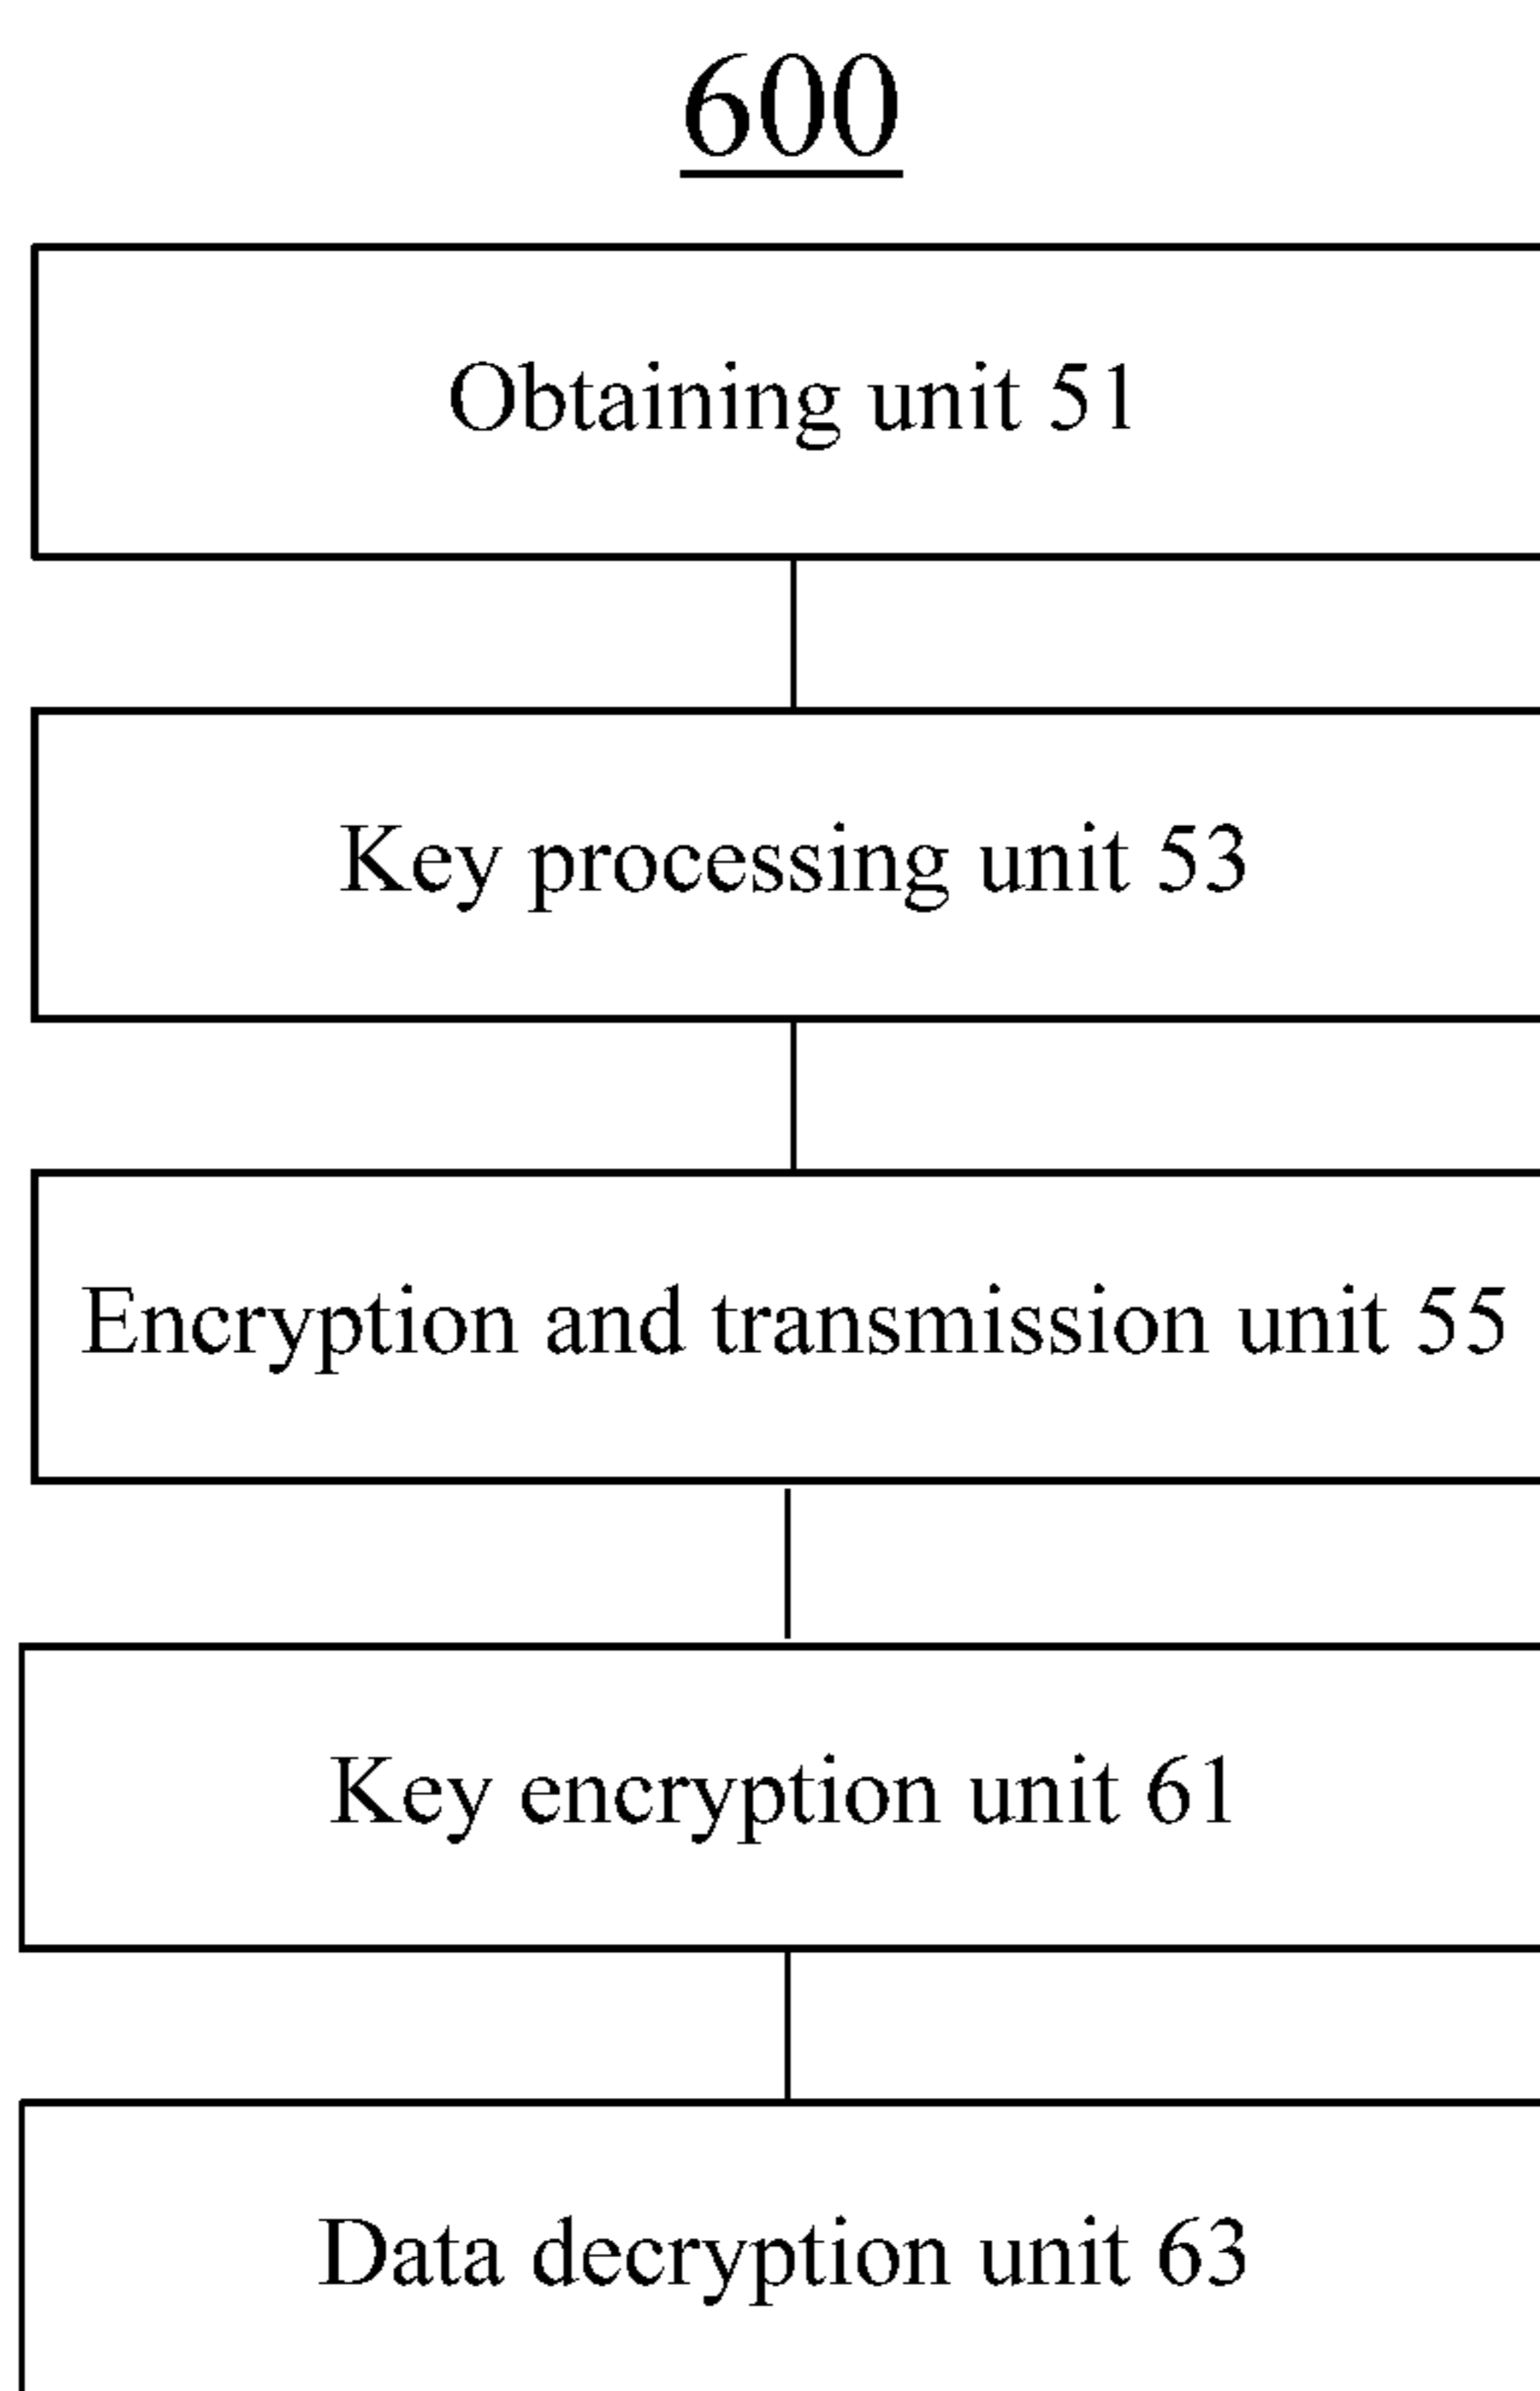 600
Obtaining unit 51
Key processing unit 53
Encryption and transmission unit 55
Key encryption unit 61
Data decryption unit 63